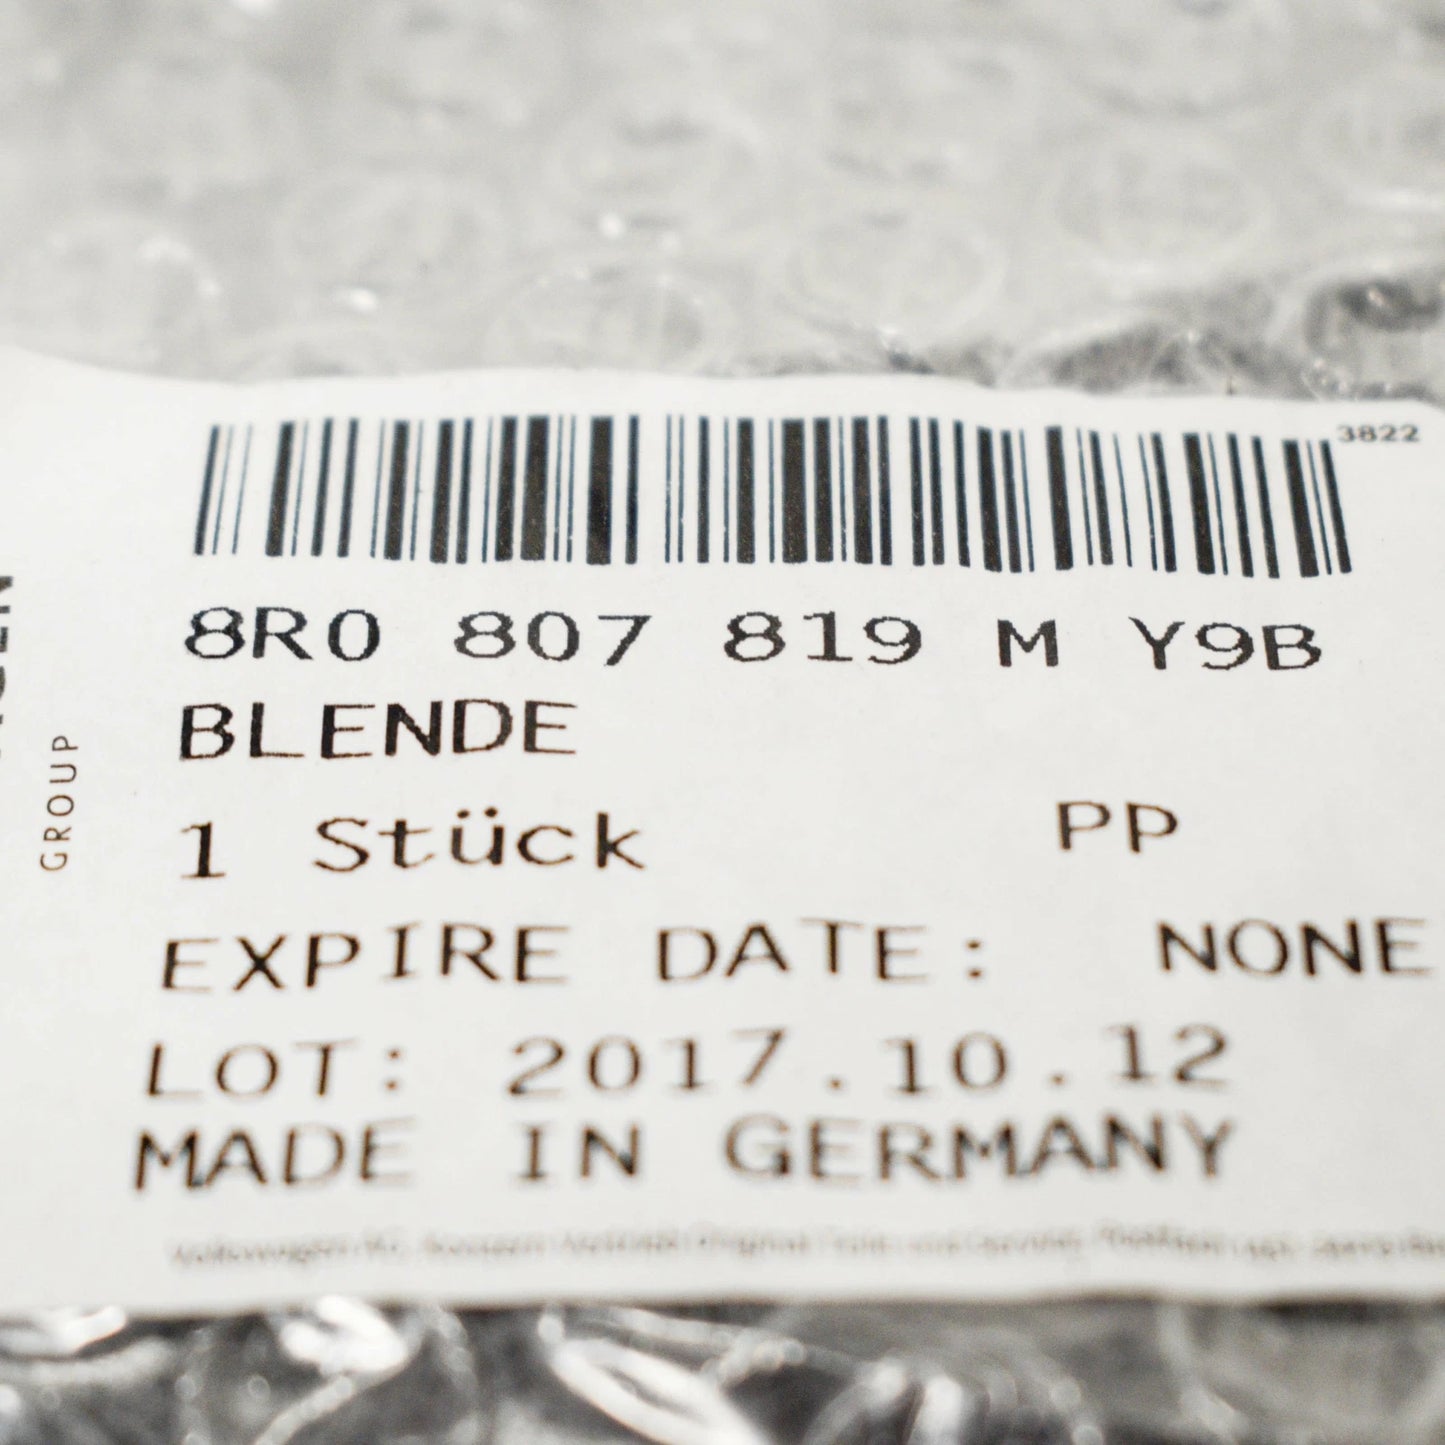 3822
8R0 807 819 M Y9B
BLENDE
1 Stück PP
EXPIRE DATE: NONE
LOT: 2017.10.12
MADE IN GERMANY
GROUP